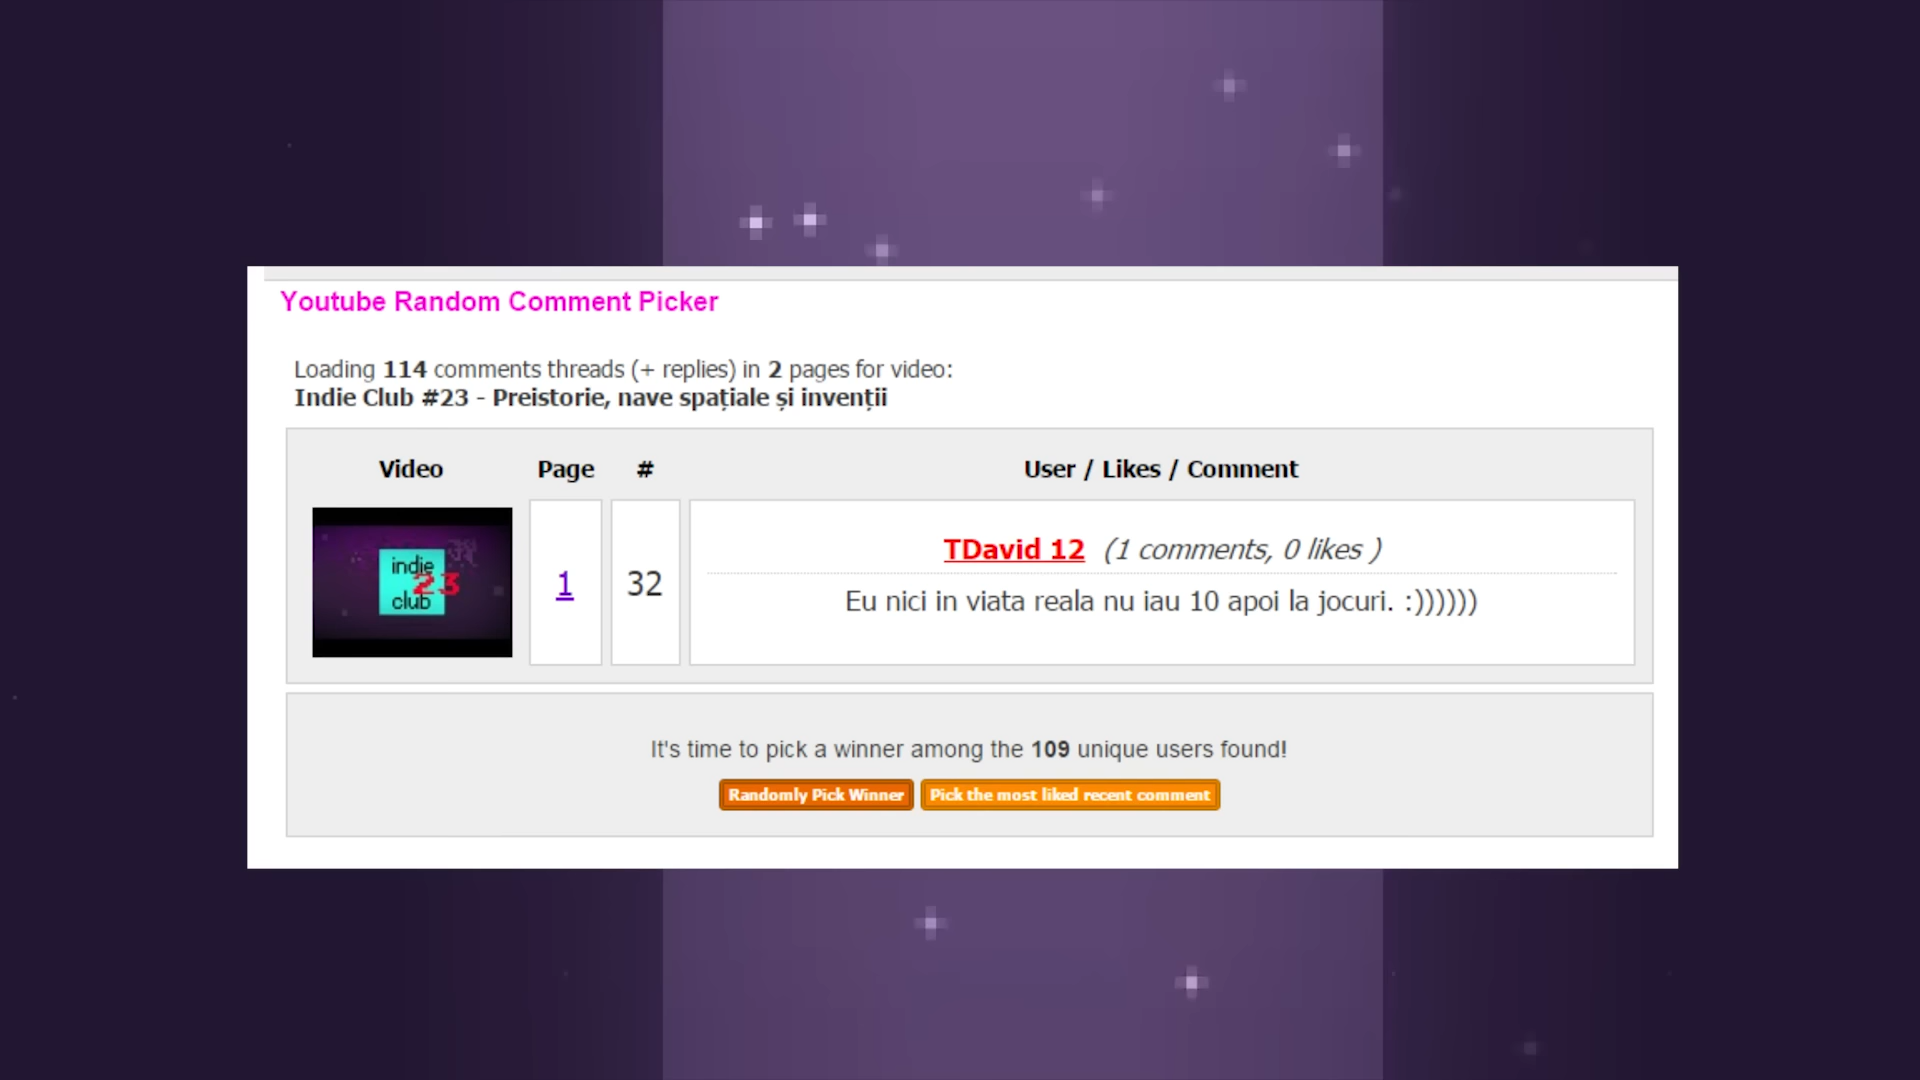 Youtube Random Comment Picker
Loading 114 comments threads (+ replies) in 2 pages for video:
Indie Club #23 - Preistorie, nave spațiale și invenții
Video Page # User / Likes / Comment
indie
23
club
1
32
TDavid 12 (1 comments, 0 likes )
Eu nici in viata reala nu iau 10 apoi la jocuri. :))))))
It's time to pick a winner among the 109 unique users found!
Randomly Pick Winner Pick the most liked recent comment